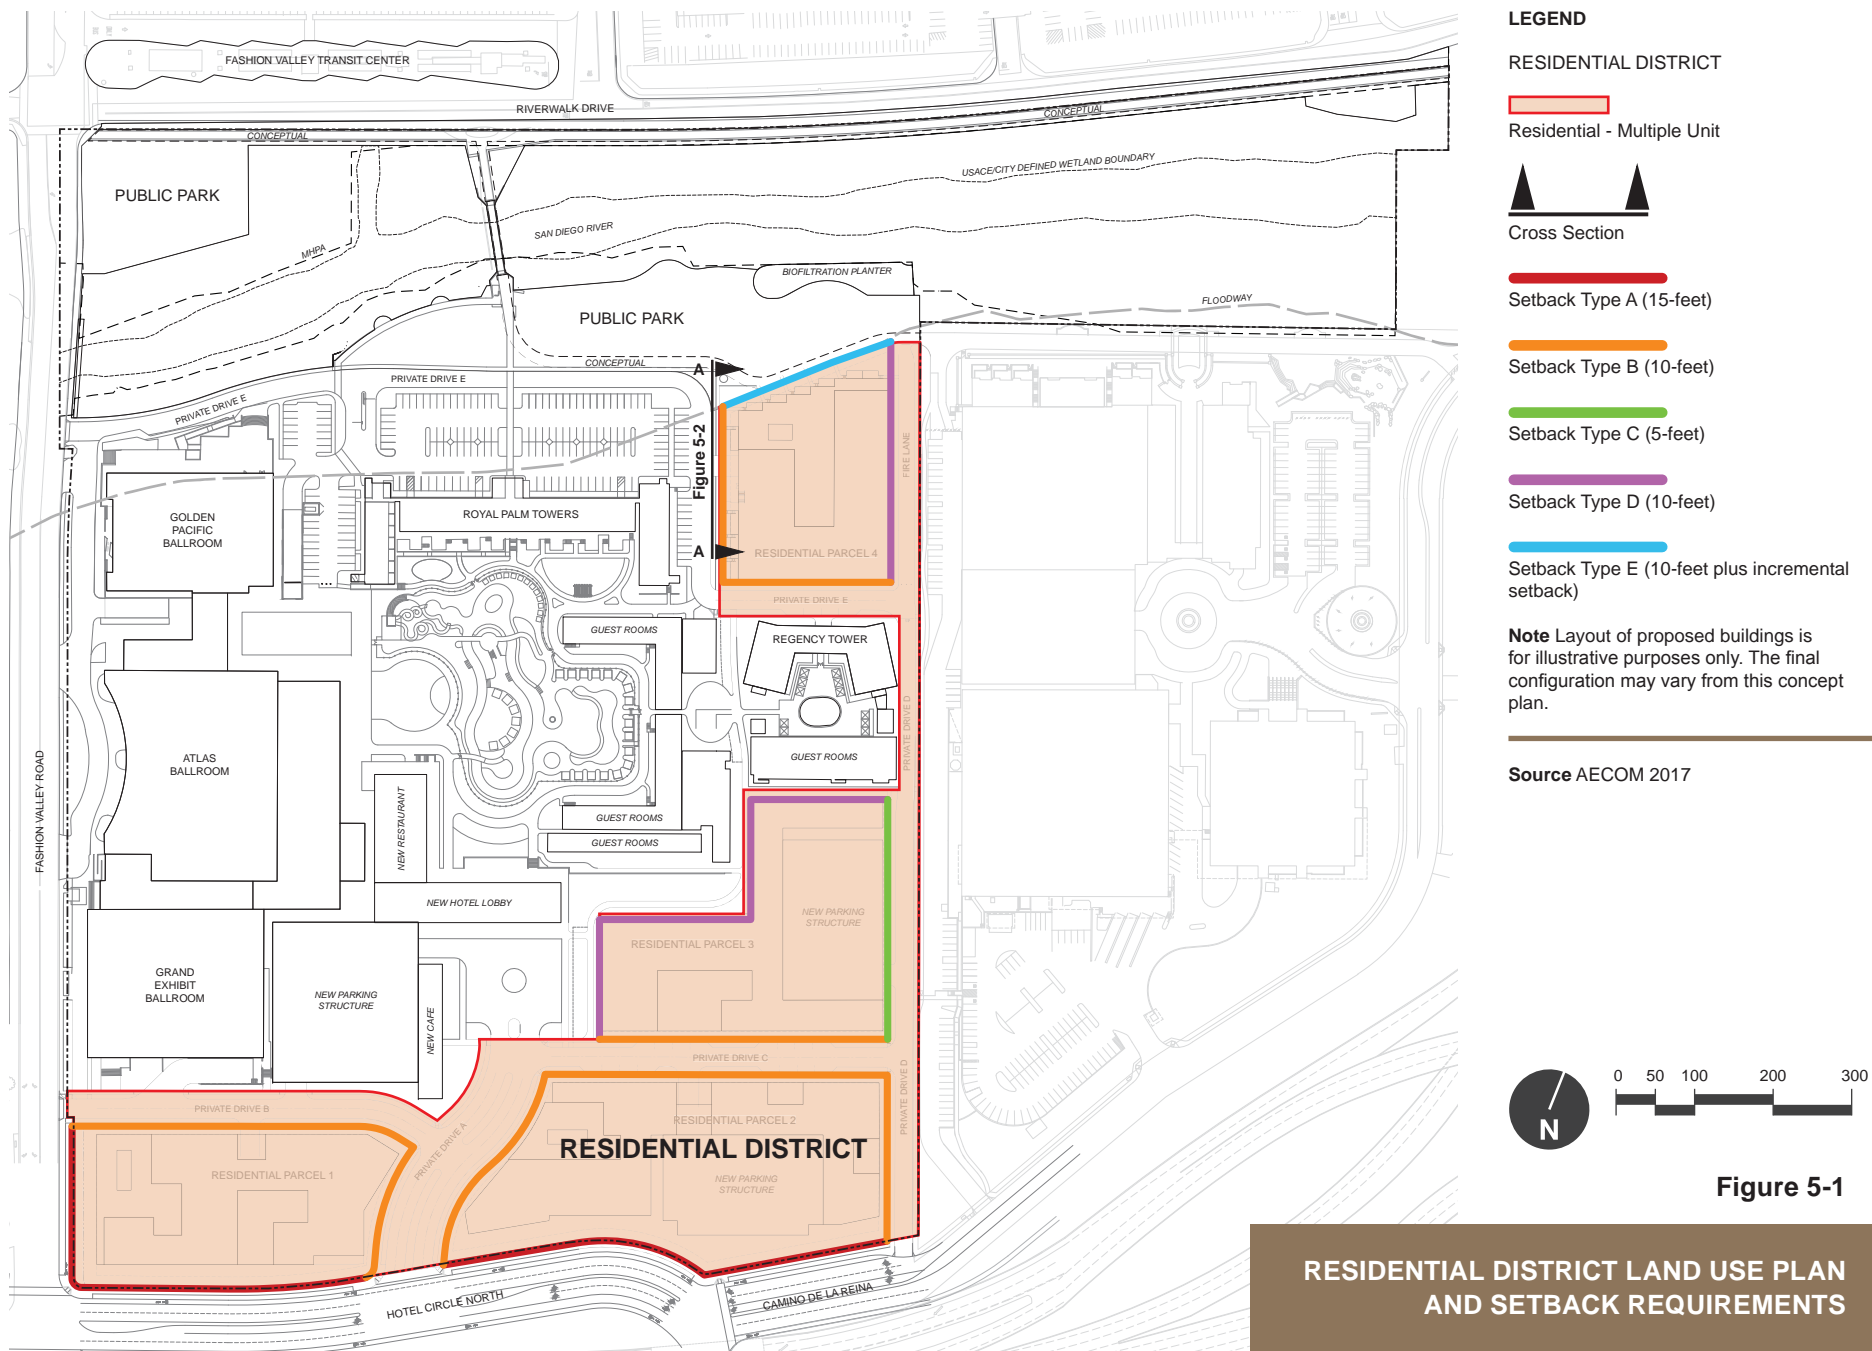 FASHION VALLEY TRANSIT CENTER
RIVERWALK DRIVE
CONCEPTUAL
CONCEPTUAL
PUBLIC PARK
USACE/CITY DEFINED WETLAND BOUNDARY
MHPA
SAN DIEGO RIVER
BIOFILTRATION PLANTER
FLOODWAY
PUBLIC PARK
CONCEPTUAL
PRIVATE DRIVE E
PRIVATE DRIVE E
A
Figure 5-2
A
FIRE LANE
GOLDEN
PACIFIC
BALLROOM
ROYAL PALM TOWERS
RESIDENTIAL PARCEL 4
PRIVATE DRIVE E
GUEST ROOMS
REGENCY TOWER
PRIVATE DRIVE D
GUEST ROOMS
ATLAS
BALLROOM
FASHION VALLEY ROAD
NEW RESTAURANT
GUEST ROOMS
GUEST ROOMS
NEW HOTEL LOBBY
NEW PARKING
STRUCTURE
RESIDENTIAL PARCEL 3
GRAND
EXHIBIT
BALLROOM
NEW PARKING
STRUCTURE
NEW CAFE
PRIVATE DRIVE C
PRIVATE DRIVE D
PRIVATE DRIVE B
PRIVATE DRIVE A
RESIDENTIAL PARCEL 2
RESIDENTIAL DISTRICT
RESIDENTIAL PARCEL 1
NEW PARKING
STRUCTURE
HOTEL CIRCLE NORTH
CAMINO DE LA REINA
LEGEND
RESIDENTIAL DISTRICT
Residential - Multiple Unit
Cross Section
Setback Type A (15-feet)
Setback Type B (10-feet)
Setback Type C (5-feet)
Setback Type D (10-feet)
Setback Type E (10-feet plus incremental
setback)
Note Layout of proposed buildings is
for illustrative purposes only. The final
configuration may vary from this concept
plan.
Source AECOM 2017
N
0 50 100 200 300
Figure 5-1
RESIDENTIAL DISTRICT LAND USE PLAN
AND SETBACK REQUIREMENTS